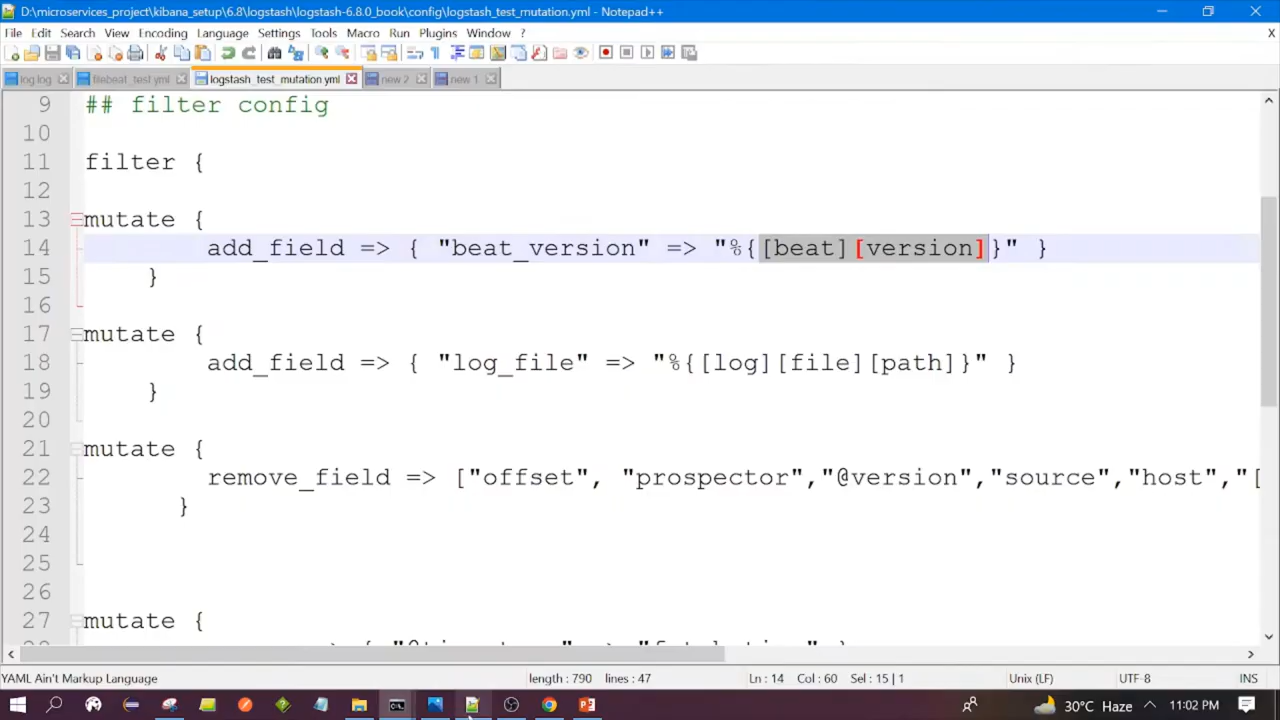 D:\microservices_project\kibana_setup\6.8\logstash\logstash-6.8.0_book\config\logstash_test_mutation.yml - Notepad++
File Edit Search View Encoding Language Settings Tools Macro Run Plugins Window ? X
log.log filebeat_test.yml logstash_test_mutation.yml new 2 new 1
9 ## filter config
10
11 filter {
12
13 mutate {
14 add_field => { "beat_version" => "%{[beat][version]}" }
15 }
16
17 mutate {
18 add_field => { "log_file" => "%{[log][file][path]}" }
19 }
20
21 mutate {
22 remove_field => ["offset", "prospector","@version","source","host","[
23 }
24
25
26
27 mutate {
YAML Ain't Markup Language length : 790 lines : 47 Ln : 14 Col : 60 Sel : 15 | 1 Unix (LF) UTF-8 INS
30°C Haze 11:02 PM